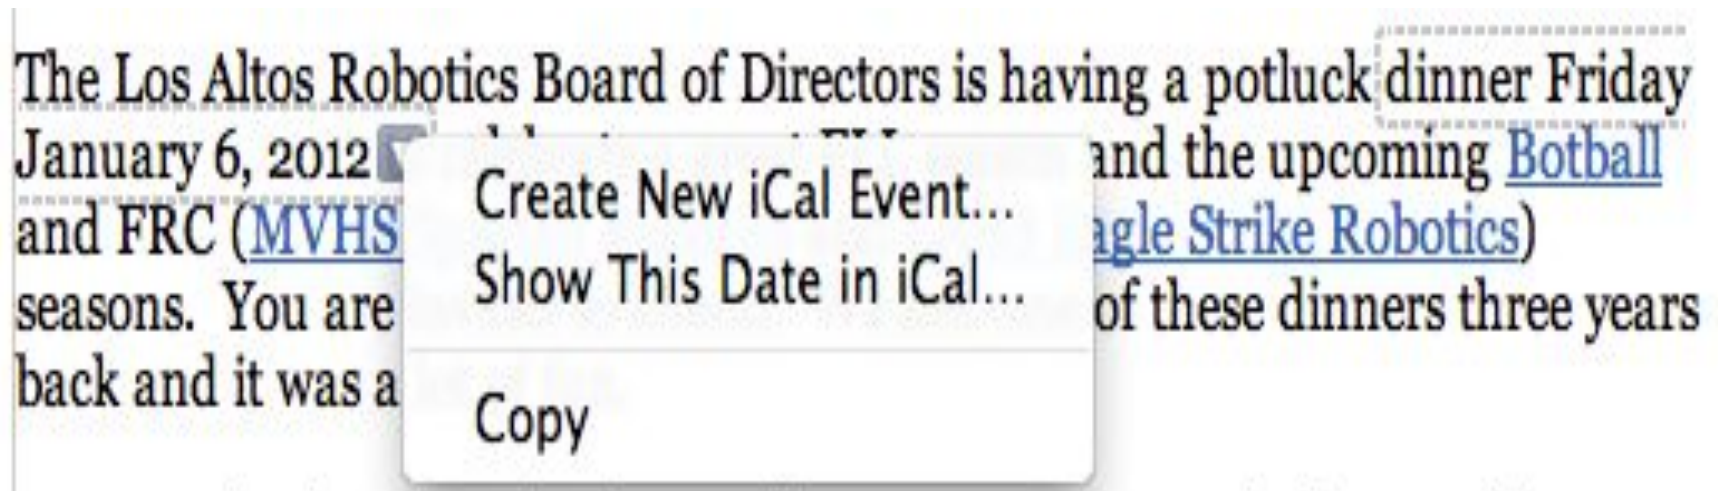 The Los Altos Robotics Board of Directors is having a potluck dinner Friday
January 6, 2012 and the upcoming Botball
Create New iCal Event...
and FRC (MVHS agle Strike Robotics)
Show This Date in iCal...
seasons. You are of these dinners three years
back and it was a
Copy